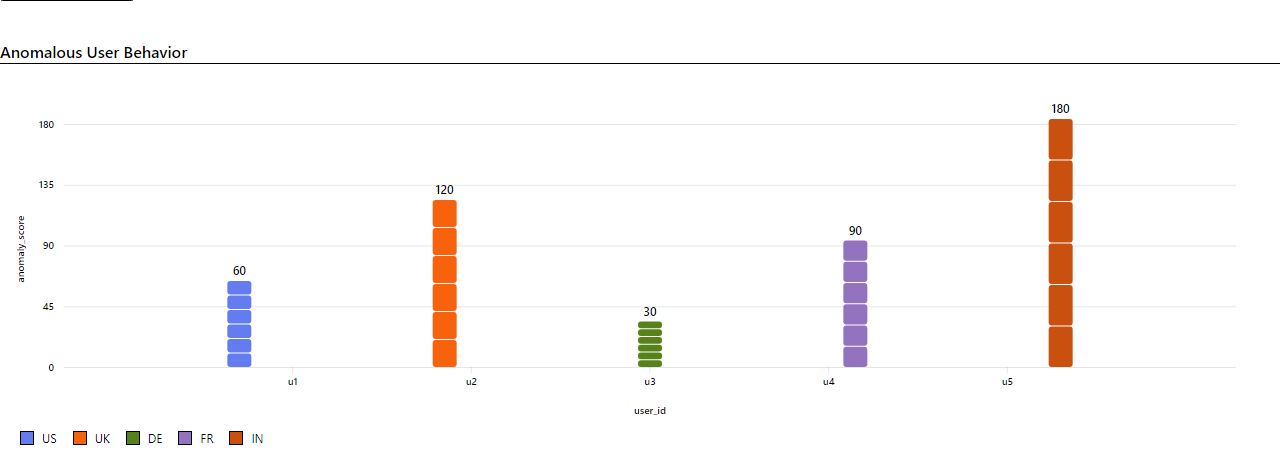 Anomalous User Behavior
180
180
135
120
anomaly_score
90
90
60
45
30
0
u1 u2 u3 u4 u5
user_id
US UK DE FR IN